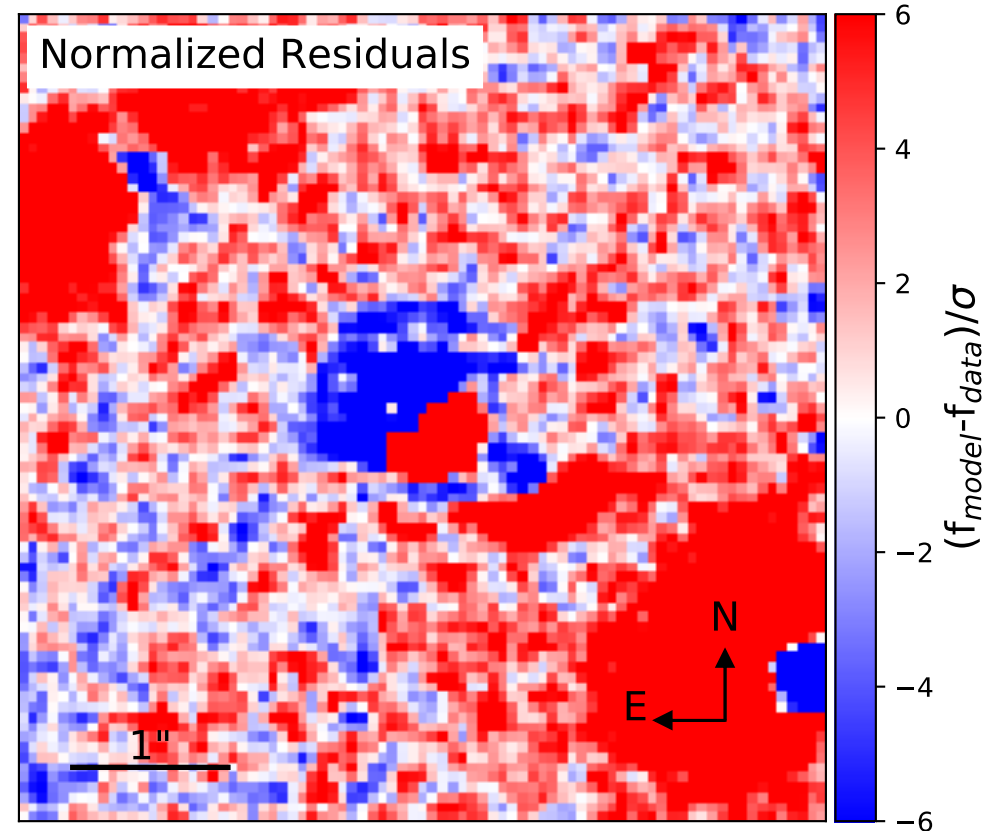 Normalized Residuals
6
4
2
0
−2
−4
−6
(f_model-f_data)/σ
N
E
1"